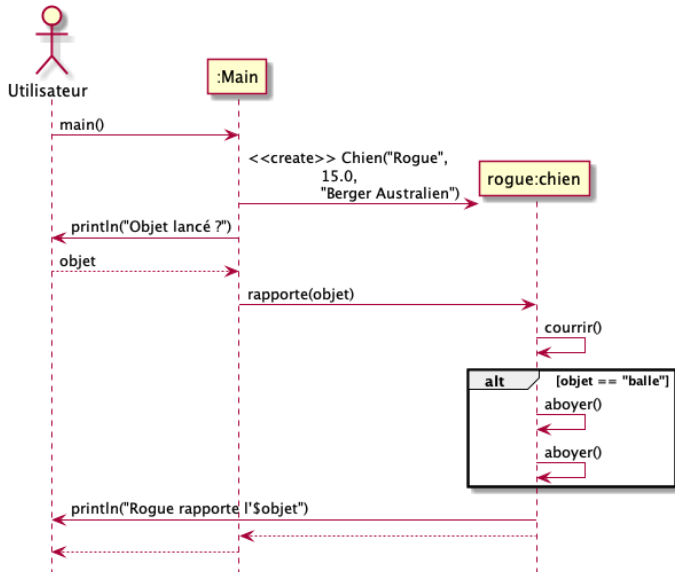 Utilisateur
:Main
main()
<<create>> Chien("Rogue",
15.0,
"Berger Australien")
rogue:chien
println("Objet lancé ?")
objet
rapporte(objet)
courrir()
alt [objet == "balle"]
aboyer()
aboyer()
println("Rogue rapporte l'$objet")